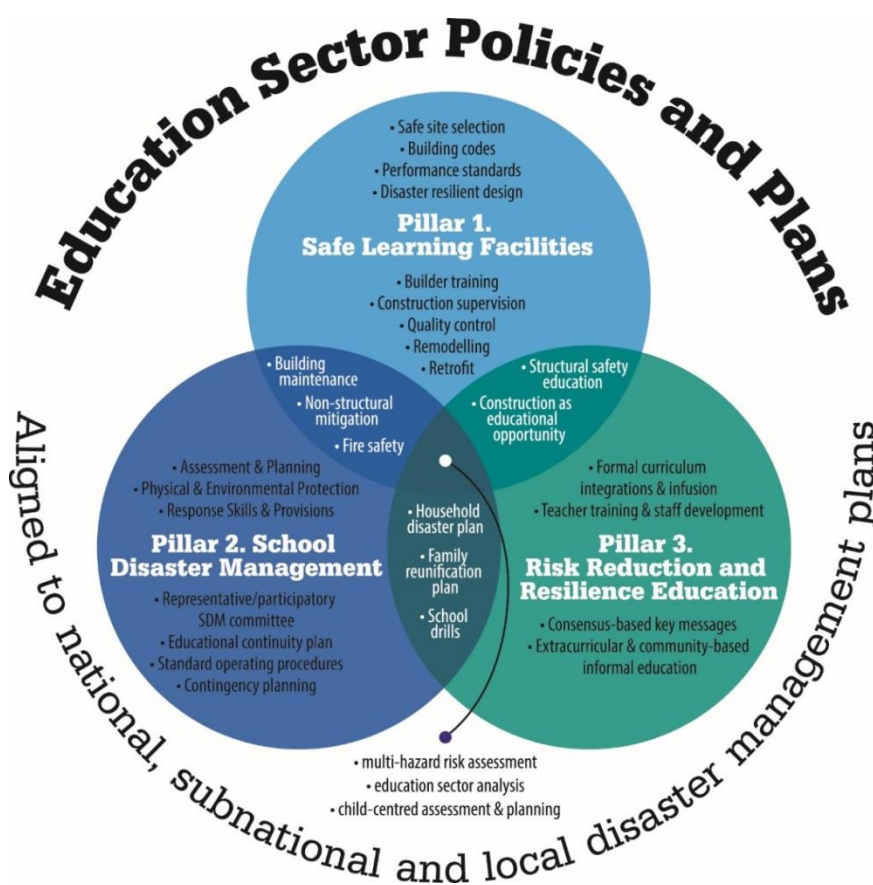 Education Sector Policies and Plans
• Safe site selection
• Building codes
• Performance standards
• Disaster resilient design
Pillar 1.
Safe Learning Facilities
• Builder training
• Construction supervision
• Quality control
• Remodelling
• Retrofit
• Building
maintenance
• Non-structural
mitigation
• Fire safety
• Structural safety
education
• Construction as
educational
opportunity
• Assessment & Planning
• Physical & Environmental Protection
• Response Skills & Provisions
Pillar 2. School
Disaster Management
• Representative/participatory
SDM committee
• Educational continuity plan
• Standard operating procedures
• Contingency planning
• Household
disaster plan
• Family
reunification
plan
• School
drills
• Formal curriculum
integrations & infusion
• Teacher training & staff development
Pillar 3.
Risk Reduction and
Resilience Education
• Consensus-based key messages
• Extracurricular & community-based
informal education
• multi-hazard risk assessment
• education sector analysis
• child-centred assessment & planning
Aligned to national, subnational and local disaster management plans